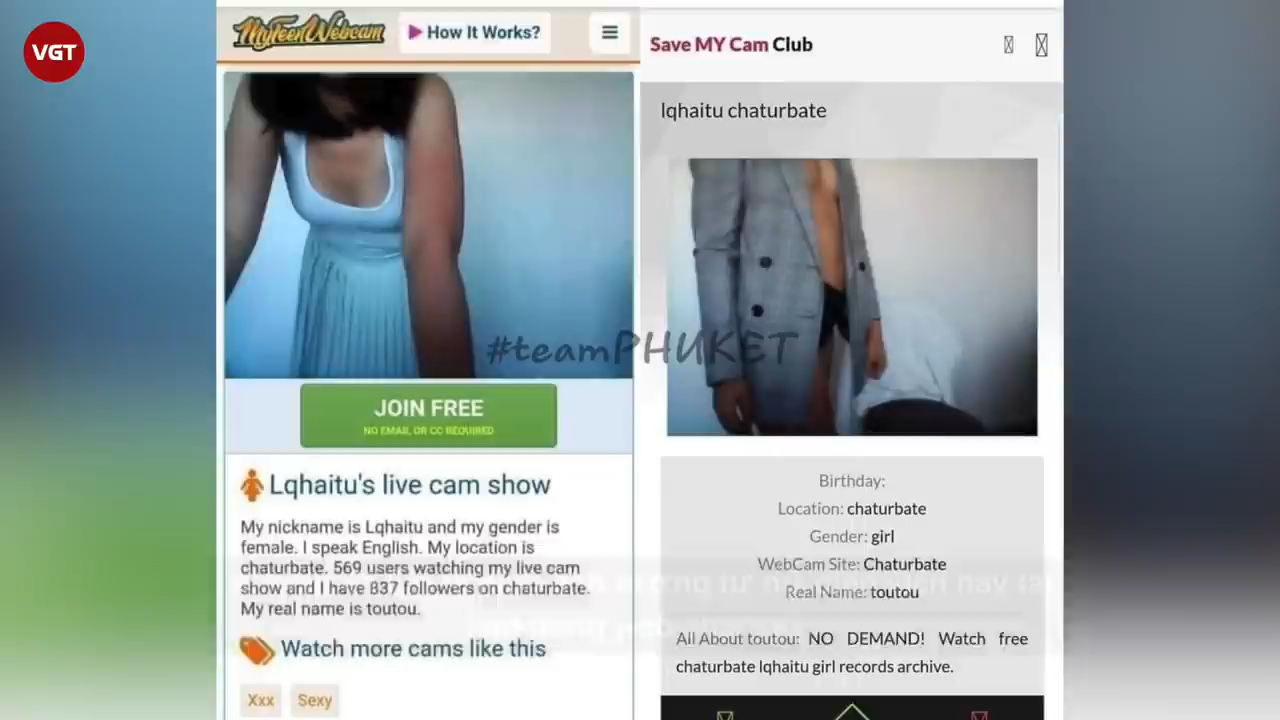 VGT
MyTeenWebcam
How It Works?
Save MY Cam Club
lqhaitu chaturbate
#teamPHUKET
JOIN FREE
NO EMAIL OR CC REQUIRED
Lqhaitu's live cam show
My nickname is Lqhaitu and my gender is
female. I speak English. My location is
chaturbate. 569 users watching my live cam
show and I have 837 followers on chaturbate.
My real name is toutou.
Watch more cams like this
Xxx
Sexy
Birthday:
Location: chaturbate
Gender: girl
WebCam Site: Chaturbate
Real Name: toutou
All About toutou: NO DEMAND! Watch free
chaturbate lqhaitu girl records archive.